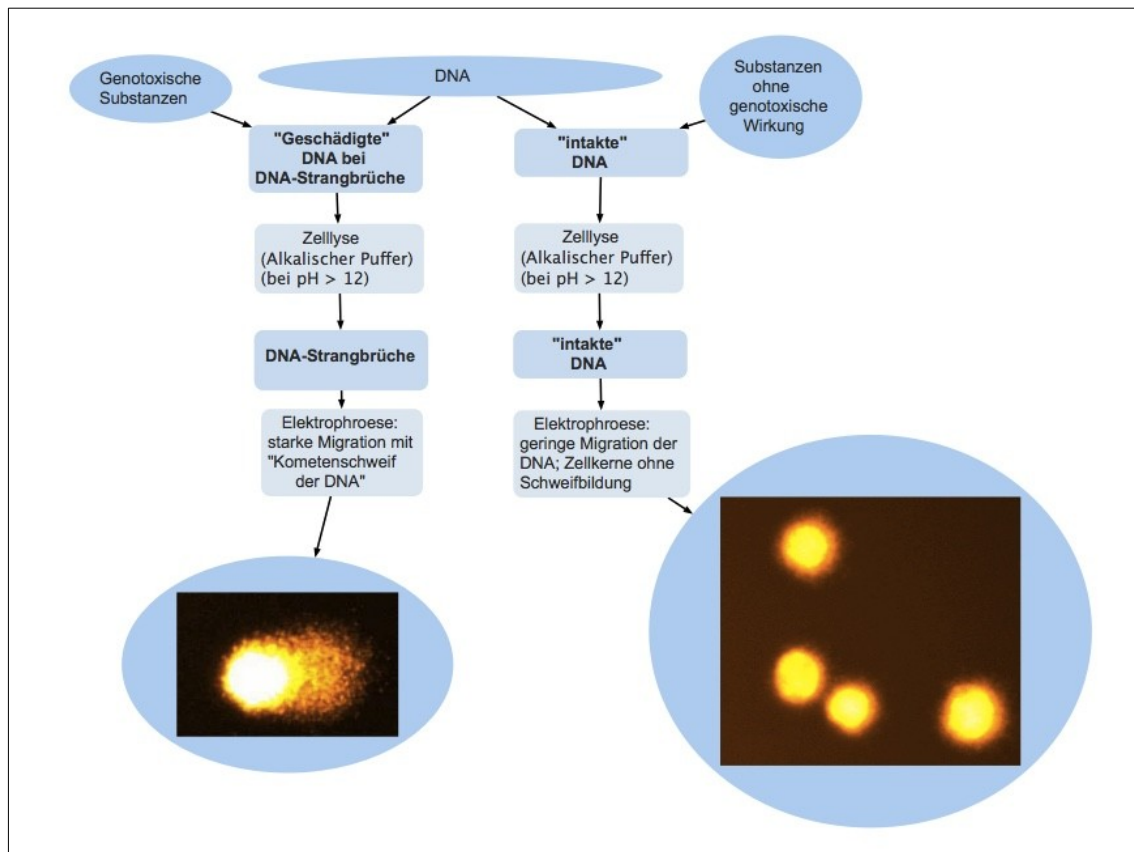 Genotoxische
Substanzen
DNA
Substanzen
ohne
genotoxische
Wirkung
"Geschädigte"
DNA bei
DNA-Strangbrüche
"intakte"
DNA
Zelllyse
(Alkalischer Puffer)
(bei pH > 12)
Zelllyse
(Alkalischer Puffer)
(bei pH > 12)
DNA-Strangbrüche
"intakte"
DNA
Elektrophroese:
starke Migration mit
"Kometenschweif
der DNA"
Elektrophroese:
geringe Migration der
DNA; Zellkerne ohne
Schweifbildung